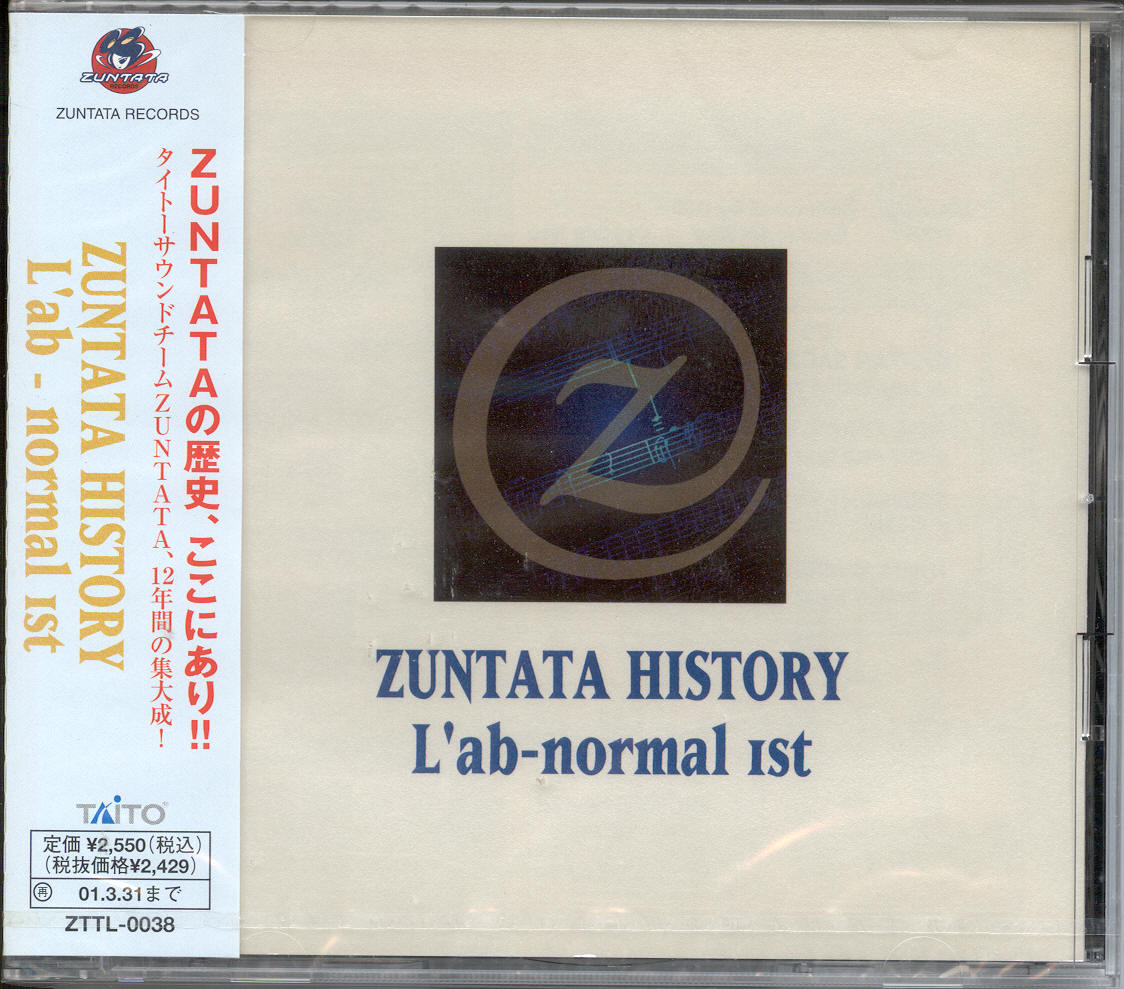 ZUNTATA
RECORDS
ZUNTATA RECORDS
ZUNTATAの歴史、ここにあり!!
タイトーサウンドチームZUNTATA、12年間の集大成!
ZUNTATA HISTORY
L'ab - normal 1st
TAITO®
定価 ¥2,550(税込)
(税抜価格¥2,429)
再 01.3.31まで
ZTTL-0038
Z
ZUNTATA HISTORY
L'ab-normal 1st